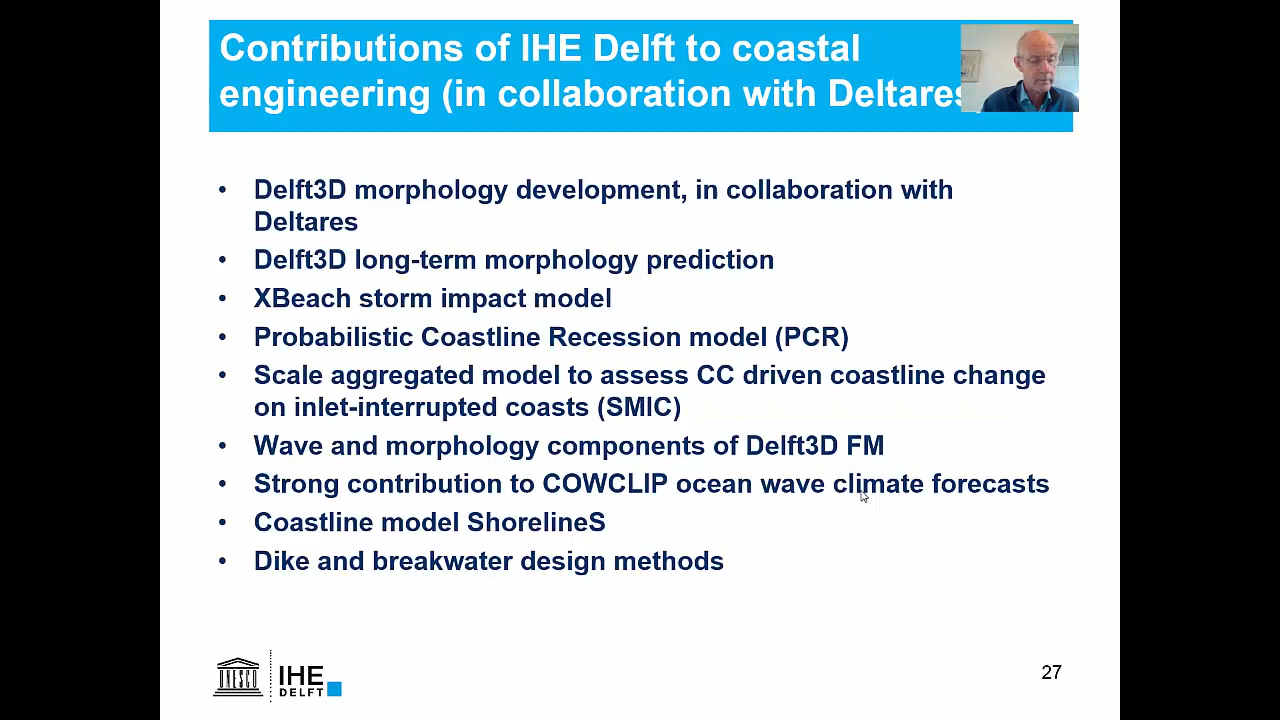 Contributions of IHE Delft to coastal
engineering (in collaboration with Deltares
• Delft3D morphology development, in collaboration with
Deltares
• Delft3D long-term morphology prediction
• XBeach storm impact model
• Probabilistic Coastline Recession model (PCR)
• Scale aggregated model to assess CC driven coastline change
on inlet-interrupted coasts (SMIC)
• Wave and morphology components of Delft3D FM
• Strong contribution to COWCLIP ocean wave climate forecasts
• Coastline model ShorelineS
• Dike and breakwater design methods
UNESCO
IHE
DELFT
27